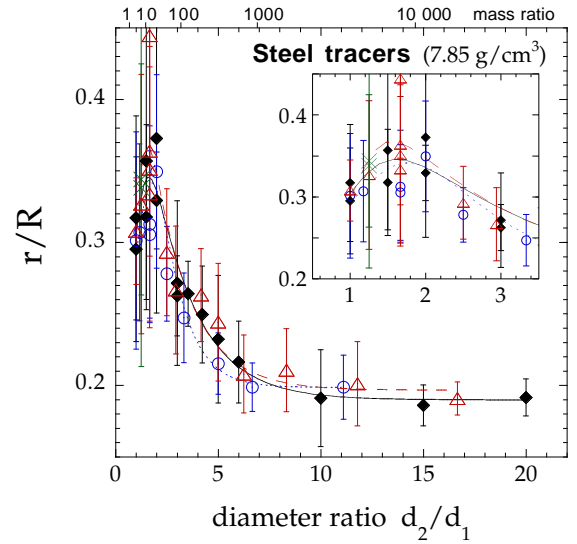 1 10 100 1000 10 000 mass ratio
Steel tracers (7.85 g/cm³)
0.4
0.3
0.2
r/R
0.4
0.3
0.2
1 2 3
0 5 10 15 20
diameter ratio d₂/d₁